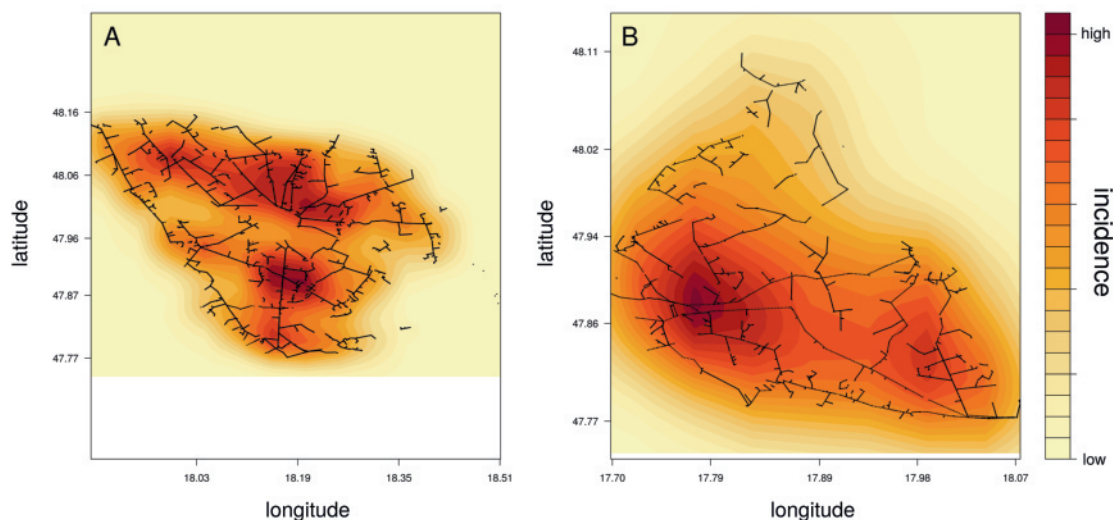 A
B
48.16
48.06
47.96
47.87
47.77
latitude
18.03
18.19
18.35
18.51
longitude
48.11
48.02
47.94
47.86
47.77
latitude
17.70
17.79
17.89
17.98
18.07
longitude
high
incidence
low